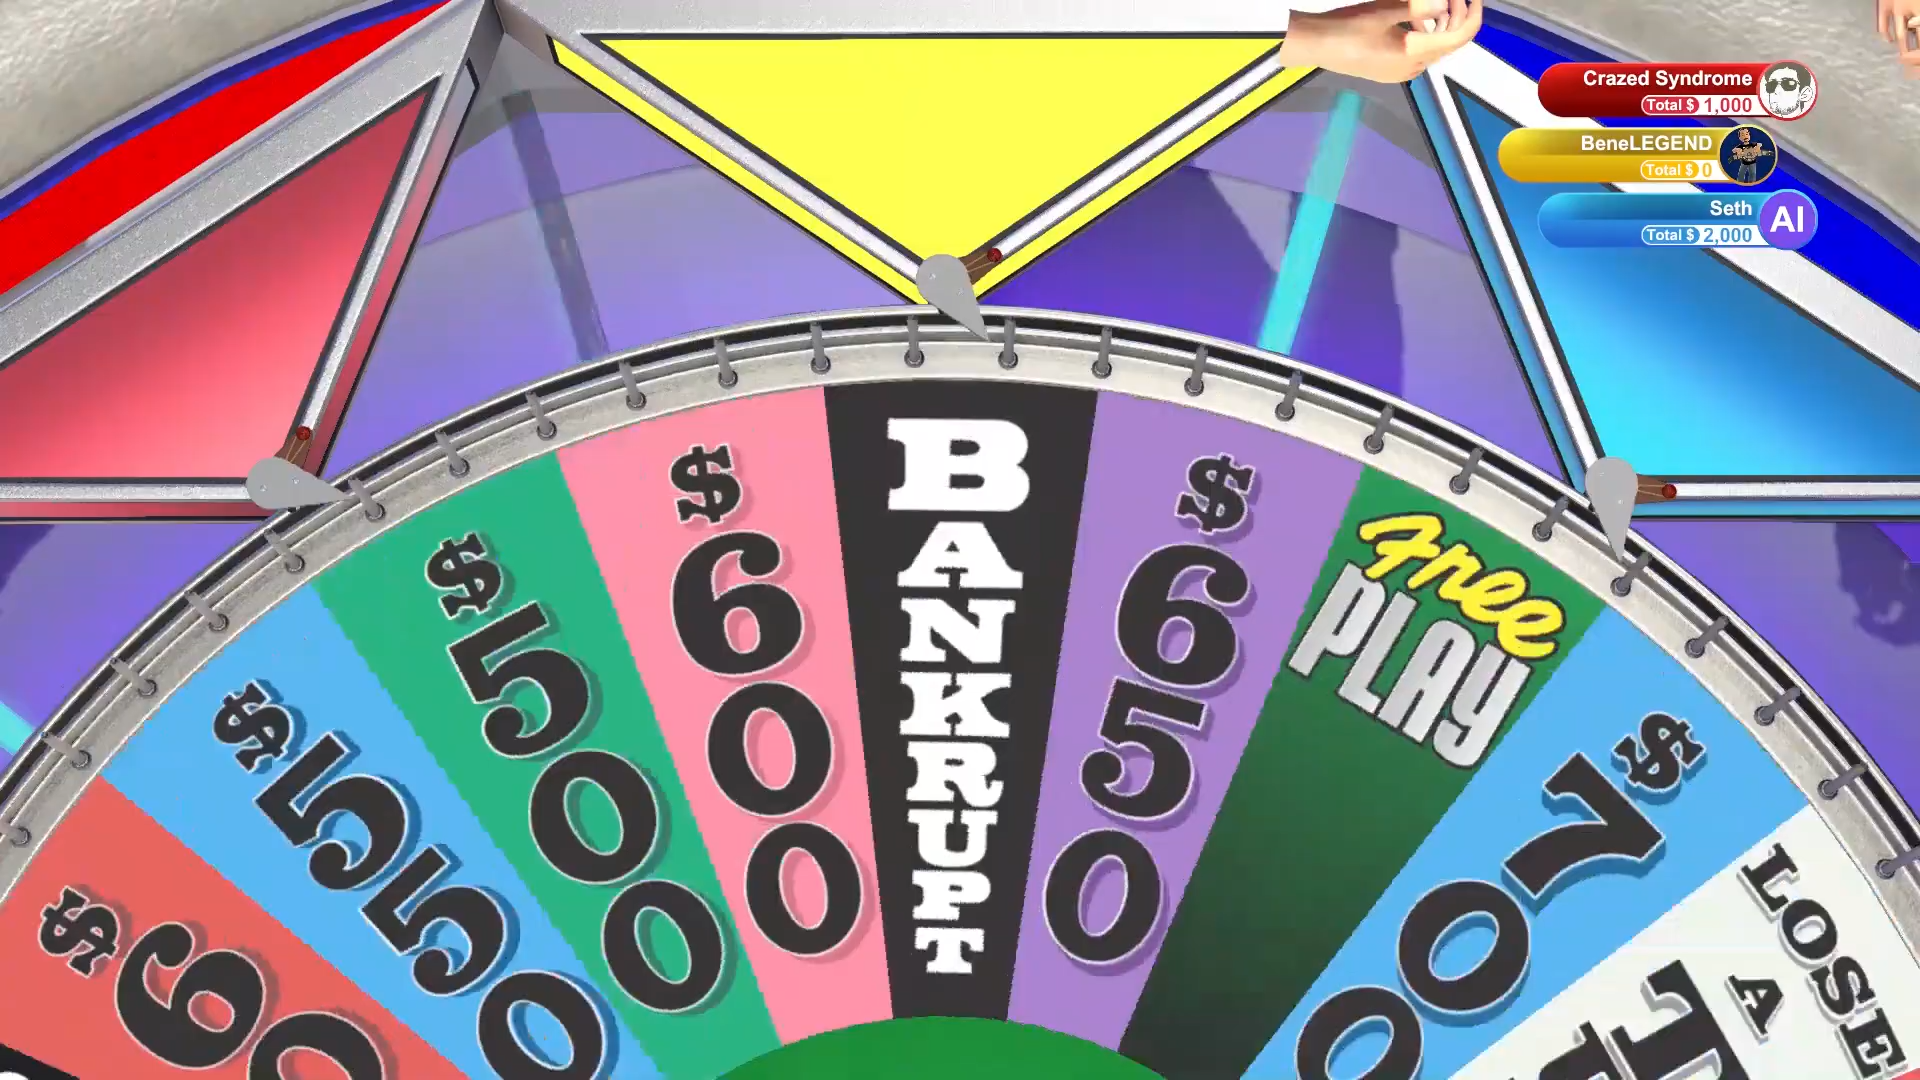 Crazed Syndrome
Total $ 1,000
BeneLEGEND
Total $ 0
Seth
Total $ 2,000
AI
$600
BANKRUPT
$650
Free
PLAY
$500
$550
$700
LOSE
A